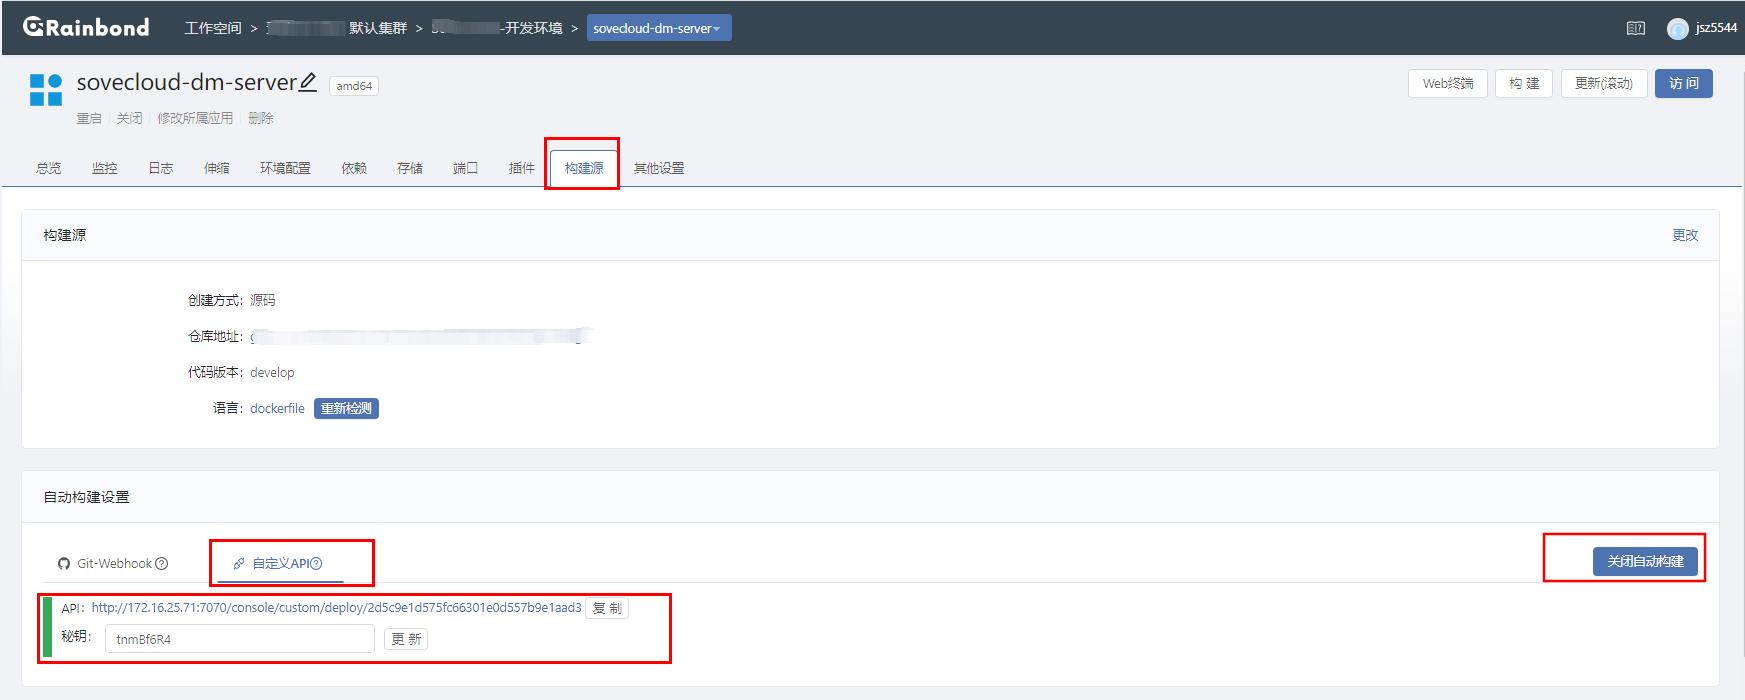 Rainbond 工作空间 > 默认集群 > -开发环境 > sovecloud-dm-server jsz5544
sovecloud-dm-server amd64 Web终端 构 建 更新(滚动) 访 问
重启 关闭 修改所属应用 删除
总览 监控 日志 伸缩 环境配置 依赖 存储 端口 插件 构建源 其他设置
构建源 更改
创建方式: 源码
仓库地址:
代码版本: develop
语言: dockerfile 重新检测
自动构建设置
Git-Webhook 自定义API 关闭自动构建
API: http://172.16.25.71:7070/console/custom/deploy/2d5c9e1d575fc66301e0d557b9e1aad3 复 制
秘钥: tnmBf6R4 更 新